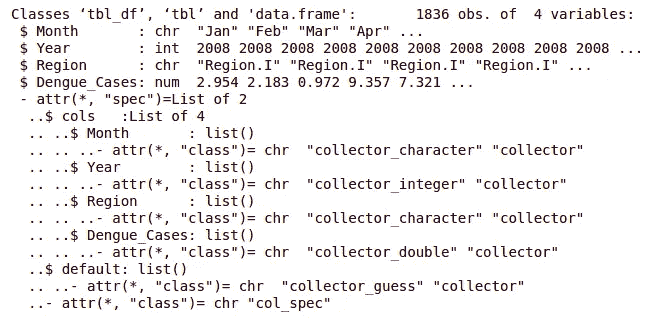 Classes ‘tbl_df’, ‘tbl’ and 'data.frame':	1836 obs. of  4 variables:
 $ Month       : chr  "Jan" "Feb" "Mar" "Apr" ...
 $ Year        : int  2008 2008 2008 2008 2008 2008 2008 2008 2008 2008 ...
 $ Region      : chr  "Region.I" "Region.I" "Region.I" "Region.I" ...
 $ Dengue_Cases: num  2.954 2.183 0.972 9.357 7.321 ...
 - attr(*, "spec")=List of 2
  ..$ cols   :List of 4
  .. ..$ Month       : list()
  .. .. ..- attr(*, "class")= chr  "collector_character" "collector"
  .. ..$ Year        : list()
  .. .. ..- attr(*, "class")= chr  "collector_integer" "collector"
  .. ..$ Region      : list()
  .. .. ..- attr(*, "class")= chr  "collector_character" "collector"
  .. ..$ Dengue_Cases: list()
  .. .. ..- attr(*, "class")= chr  "collector_double" "collector"
  ..$ default: list()
  .. ..- attr(*, "class")= chr  "collector_guess" "collector"
  ..- attr(*, "class")= chr "col_spec"